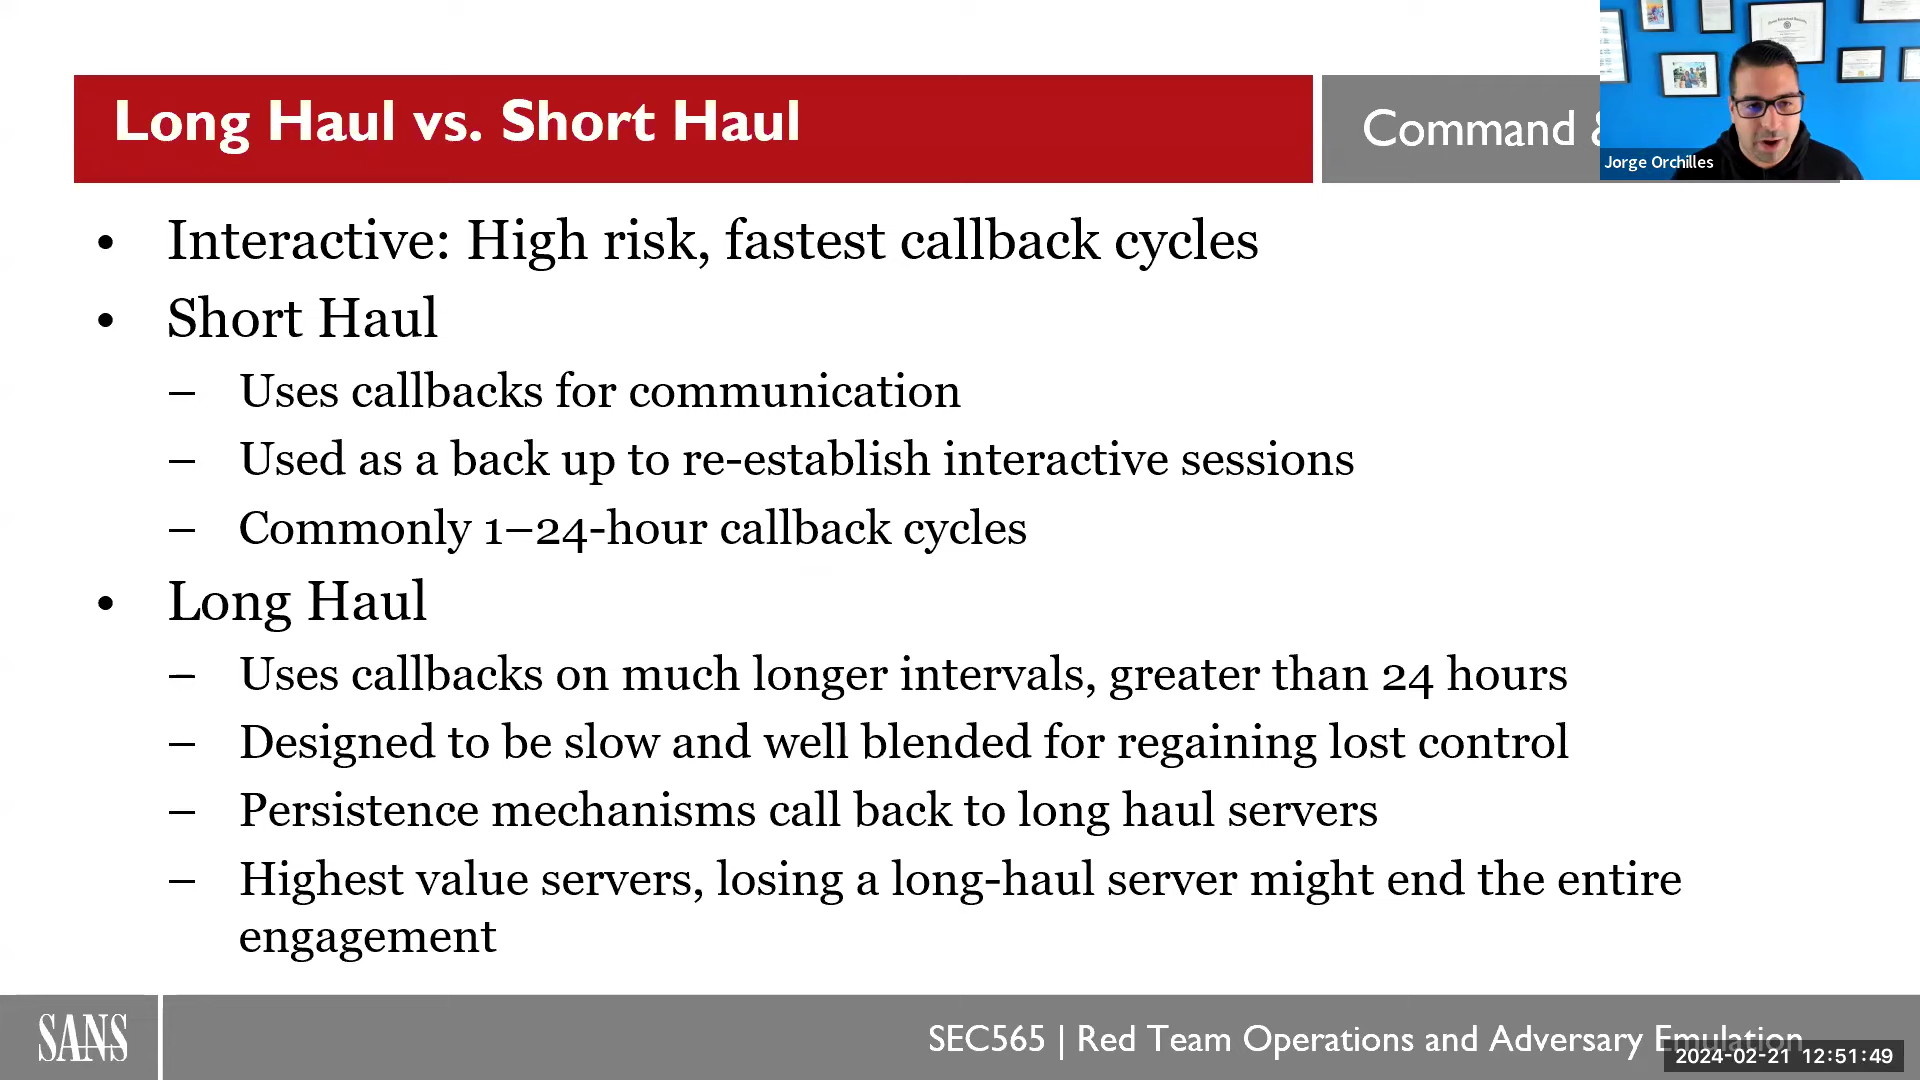 Long Haul vs. Short Haul
Command &
Jorge Orchilles
• Interactive: High risk, fastest callback cycles
• Short Haul
– Uses callbacks for communication
– Used as a back up to re-establish interactive sessions
– Commonly 1–24-hour callback cycles
• Long Haul
– Uses callbacks on much longer intervals, greater than 24 hours
– Designed to be slow and well blended for regaining lost control
– Persistence mechanisms call back to long haul servers
– Highest value servers, losing a long-haul server might end the entire
engagement
SANS
SEC565 | Red Team Operations and Adversary Emulation
2024-02-21 12:51:49